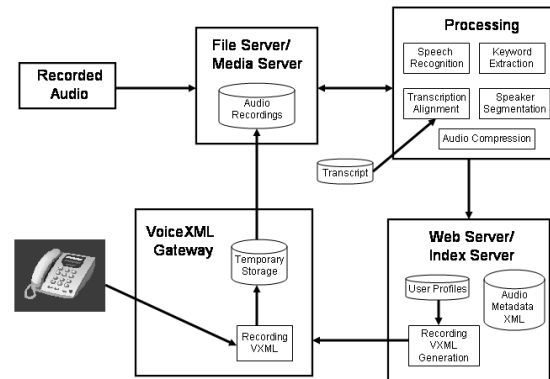 Recorded
Audio
File Server/
Media Server
Audio
Recordings
Processing
Speech
Recognition
Keyword
Extraction
Transcription
Alignment
Speaker
Segmentation
Audio Compression
Transcript
VoiceXML
Gateway
Temporary
Storage
Recording
VXML
Web Server/
Index Server
User Profiles
Audio
Metadata
XML
Recording
VXML
Generation